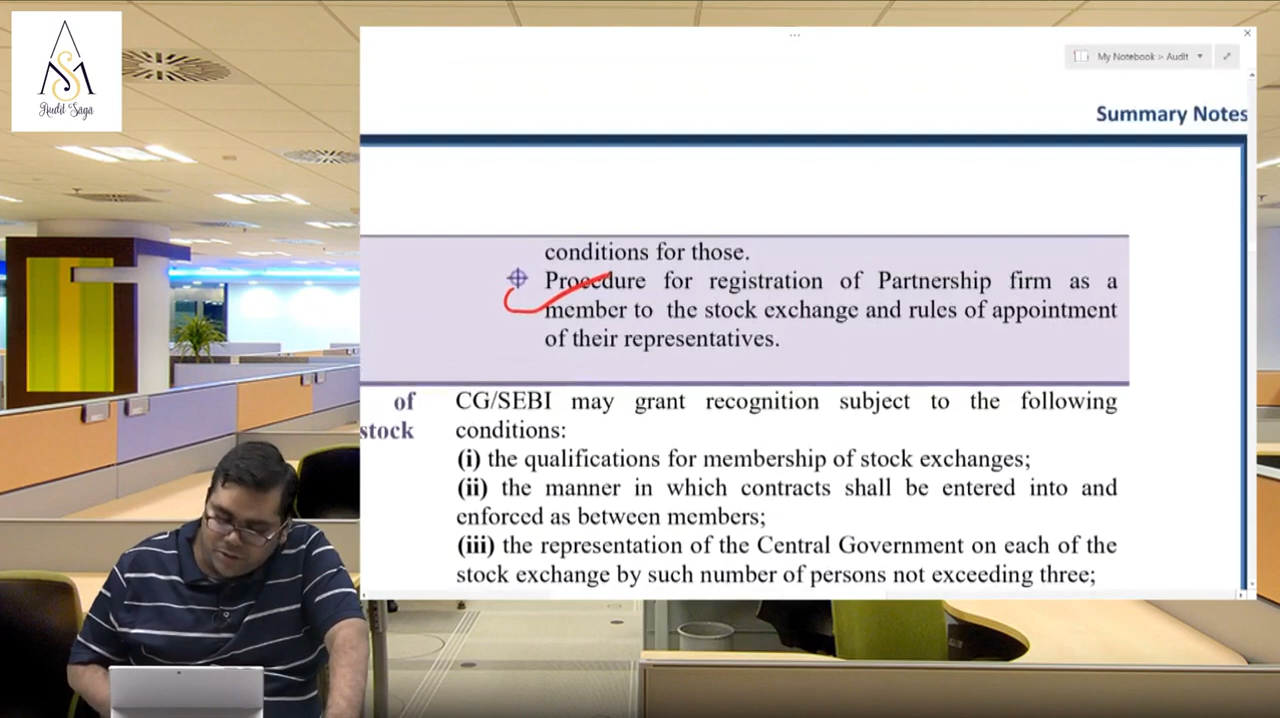 Audit Saga
My Notebook > Audit
Summary Notes
conditions for those.
Procedure for registration of Partnership firm as a
member to the stock exchange and rules of appointment
of their representatives.
of
stock
CG/SEBI may grant recognition subject to the following
conditions:
(i) the qualifications for membership of stock exchanges;
(ii) the manner in which contracts shall be entered into and
enforced as between members;
(iii) the representation of the Central Government on each of the
stock exchange by such number of persons not exceeding three;